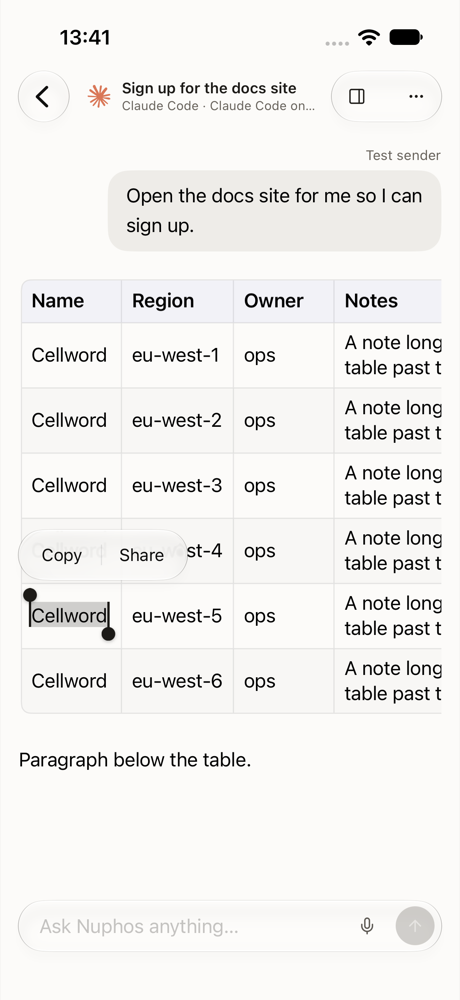 13:41
Sign up for the docs site
Claude Code · Claude Code on...
Test sender
Open the docs site for me so I can
sign up.
Name Region Owner Notes
Cellword eu-west-1 ops A note long
table past t
Cellword eu-west-2 ops A note long
table past t
Cellword eu-west-3 ops A note long
table past t
Copy Share st-4 ops A note long
table past t
Cellword eu-west-5 ops A note long
table past t
Cellword eu-west-6 ops A note long
table past t
Paragraph below the table.
Ask Nuphos anything...